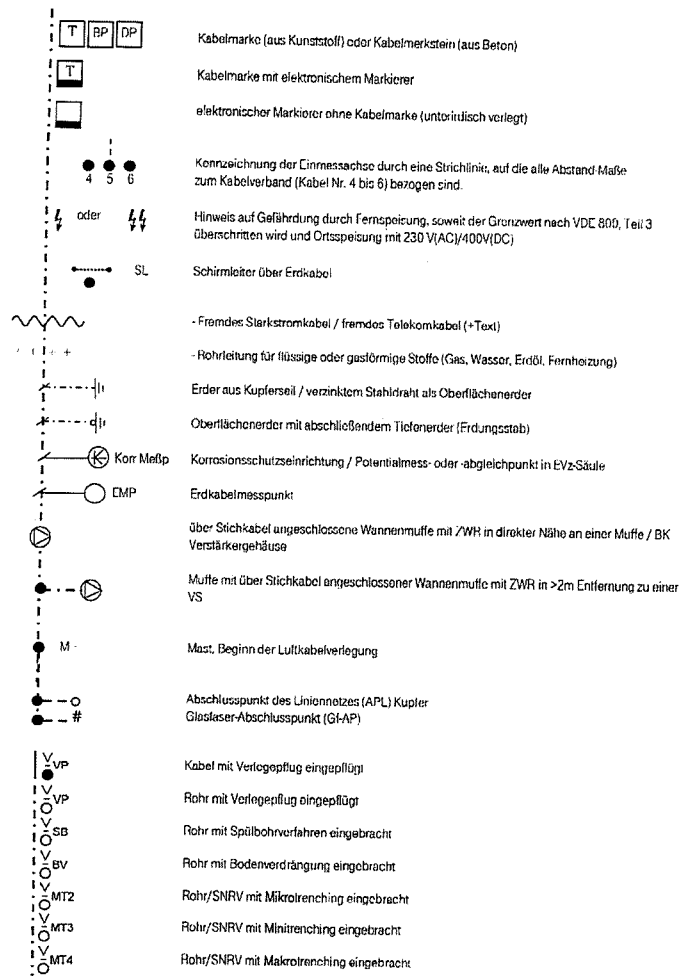 T BP DP Kabelmarke (aus Kunststoff) oder Kabelmerkstein (aus Beton)
T Kabelmarke mit elektronischem Markierer
elektronischer Markierer ohne Kabelmarke (unterirdisch verlegt)
4 5 6 Kennzeichnung der Einmessachse durch eine Strichlinie, auf die alle Abstand-Maße
zum Kabelverband (Kabel Nr. 4 bis 6) bezogen sind.
oder Hinweis auf Gefährdung durch Fernspeisung, soweit der Grenzwert nach VDE 800, Teil 3
überschritten wird und Ortsspeisung mit 230 V(AC)/400V(DC)
SL Schirmleiter über Erdkabel
- Fremdes Starkstromkabel / fremdes Telekomkabel (+Text)
- Rohrleitung für flüssige oder gasförmige Stoffe (Gas, Wasser, Erdöl, Fernheizung)
Erder aus Kupferseil / verzinktem Stahldraht als Oberflächenerder
Oberflächenerder mit abschließendem Tiefenerder (Erdungsstab)
K Korr Meßp Korrosionsschutzeinrichtung / Potentialmess- oder -abgleichpunkt in EVz-Säule
EMP Erdkabelmesspunkt
über Stichkabel angeschlossene Wannenmuffe mit ZWR in direkter Nähe an einer Muffe / BK
Verstärkergehäuse
Muffe mit über Stichkabel angeschlossener Wannenmuffe mit ZWR in >2m Entfernung zu einer
VS
M - Mast, Beginn der Luftkabelverlegung
Abschlusspunkt des Liniennetzes (APL) Kupfer
# Glasfaser-Abschlusspunkt (Gf-AP)
VP Kabel mit Verlegepflug eingepflügt
VP Rohr mit Verlegepflug eingepflügt
SB Rohr mit Spülbohrverfahren eingebracht
BV Rohr mit Bodenverdrängung eingebracht
MT2 Rohr/SNRV mit Mikrotrenching eingebracht
MT3 Rohr/SNRV mit Minitrenching eingebracht
MT4 Rohr/SNRV mit Makrotrenching eingebracht